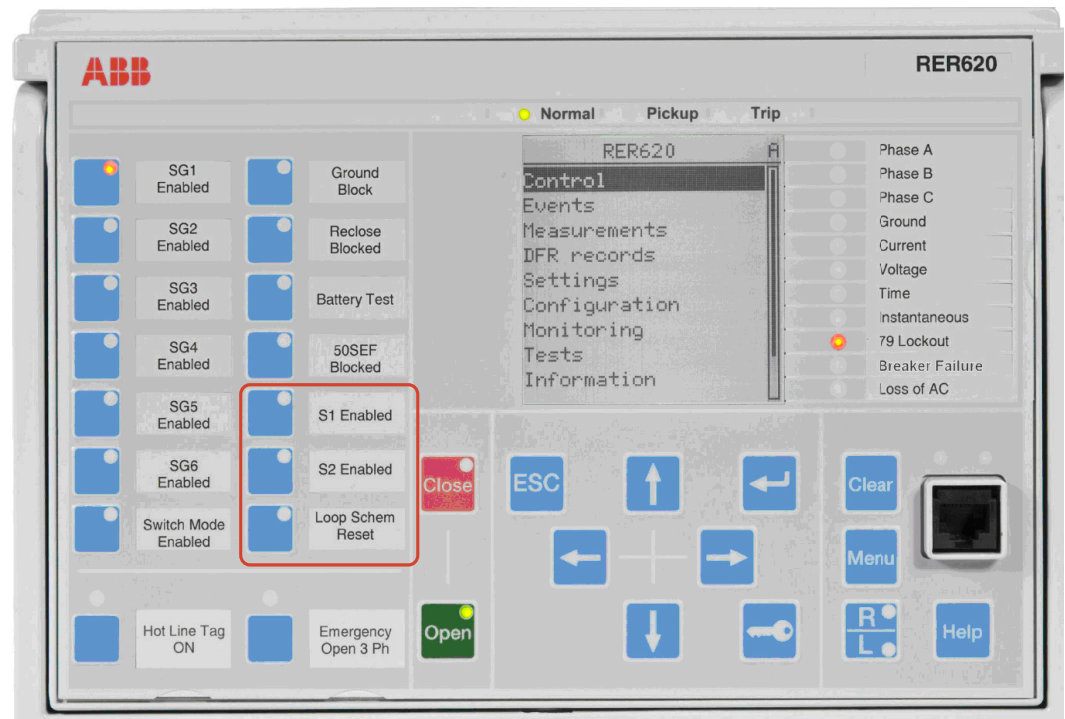 ABB
RER620
Normal
Pickup
Trip
SG1
Enabled
Ground
Block
SG2
Enabled
Reclose
Blocked
SG3
Enabled
Battery Test
SG4
Enabled
50SEF
Blocked
SG5
Enabled
S1 Enabled
SG6
Enabled
S2 Enabled
Switch Mode
Enabled
Loop Schem
Reset
Hot Line Tag
ON
Emergency
Open 3 Ph
RER620 A
Control
Events
Measurements
DFR records
Settings
Configuration
Monitoring
Tests
Information
Phase A
Phase B
Phase C
Ground
Current
Voltage
Time
Instantaneous
79 Lockout
Breaker Failure
Loss of AC
Close
Open
ESC
Clear
Menu
R
L
Help